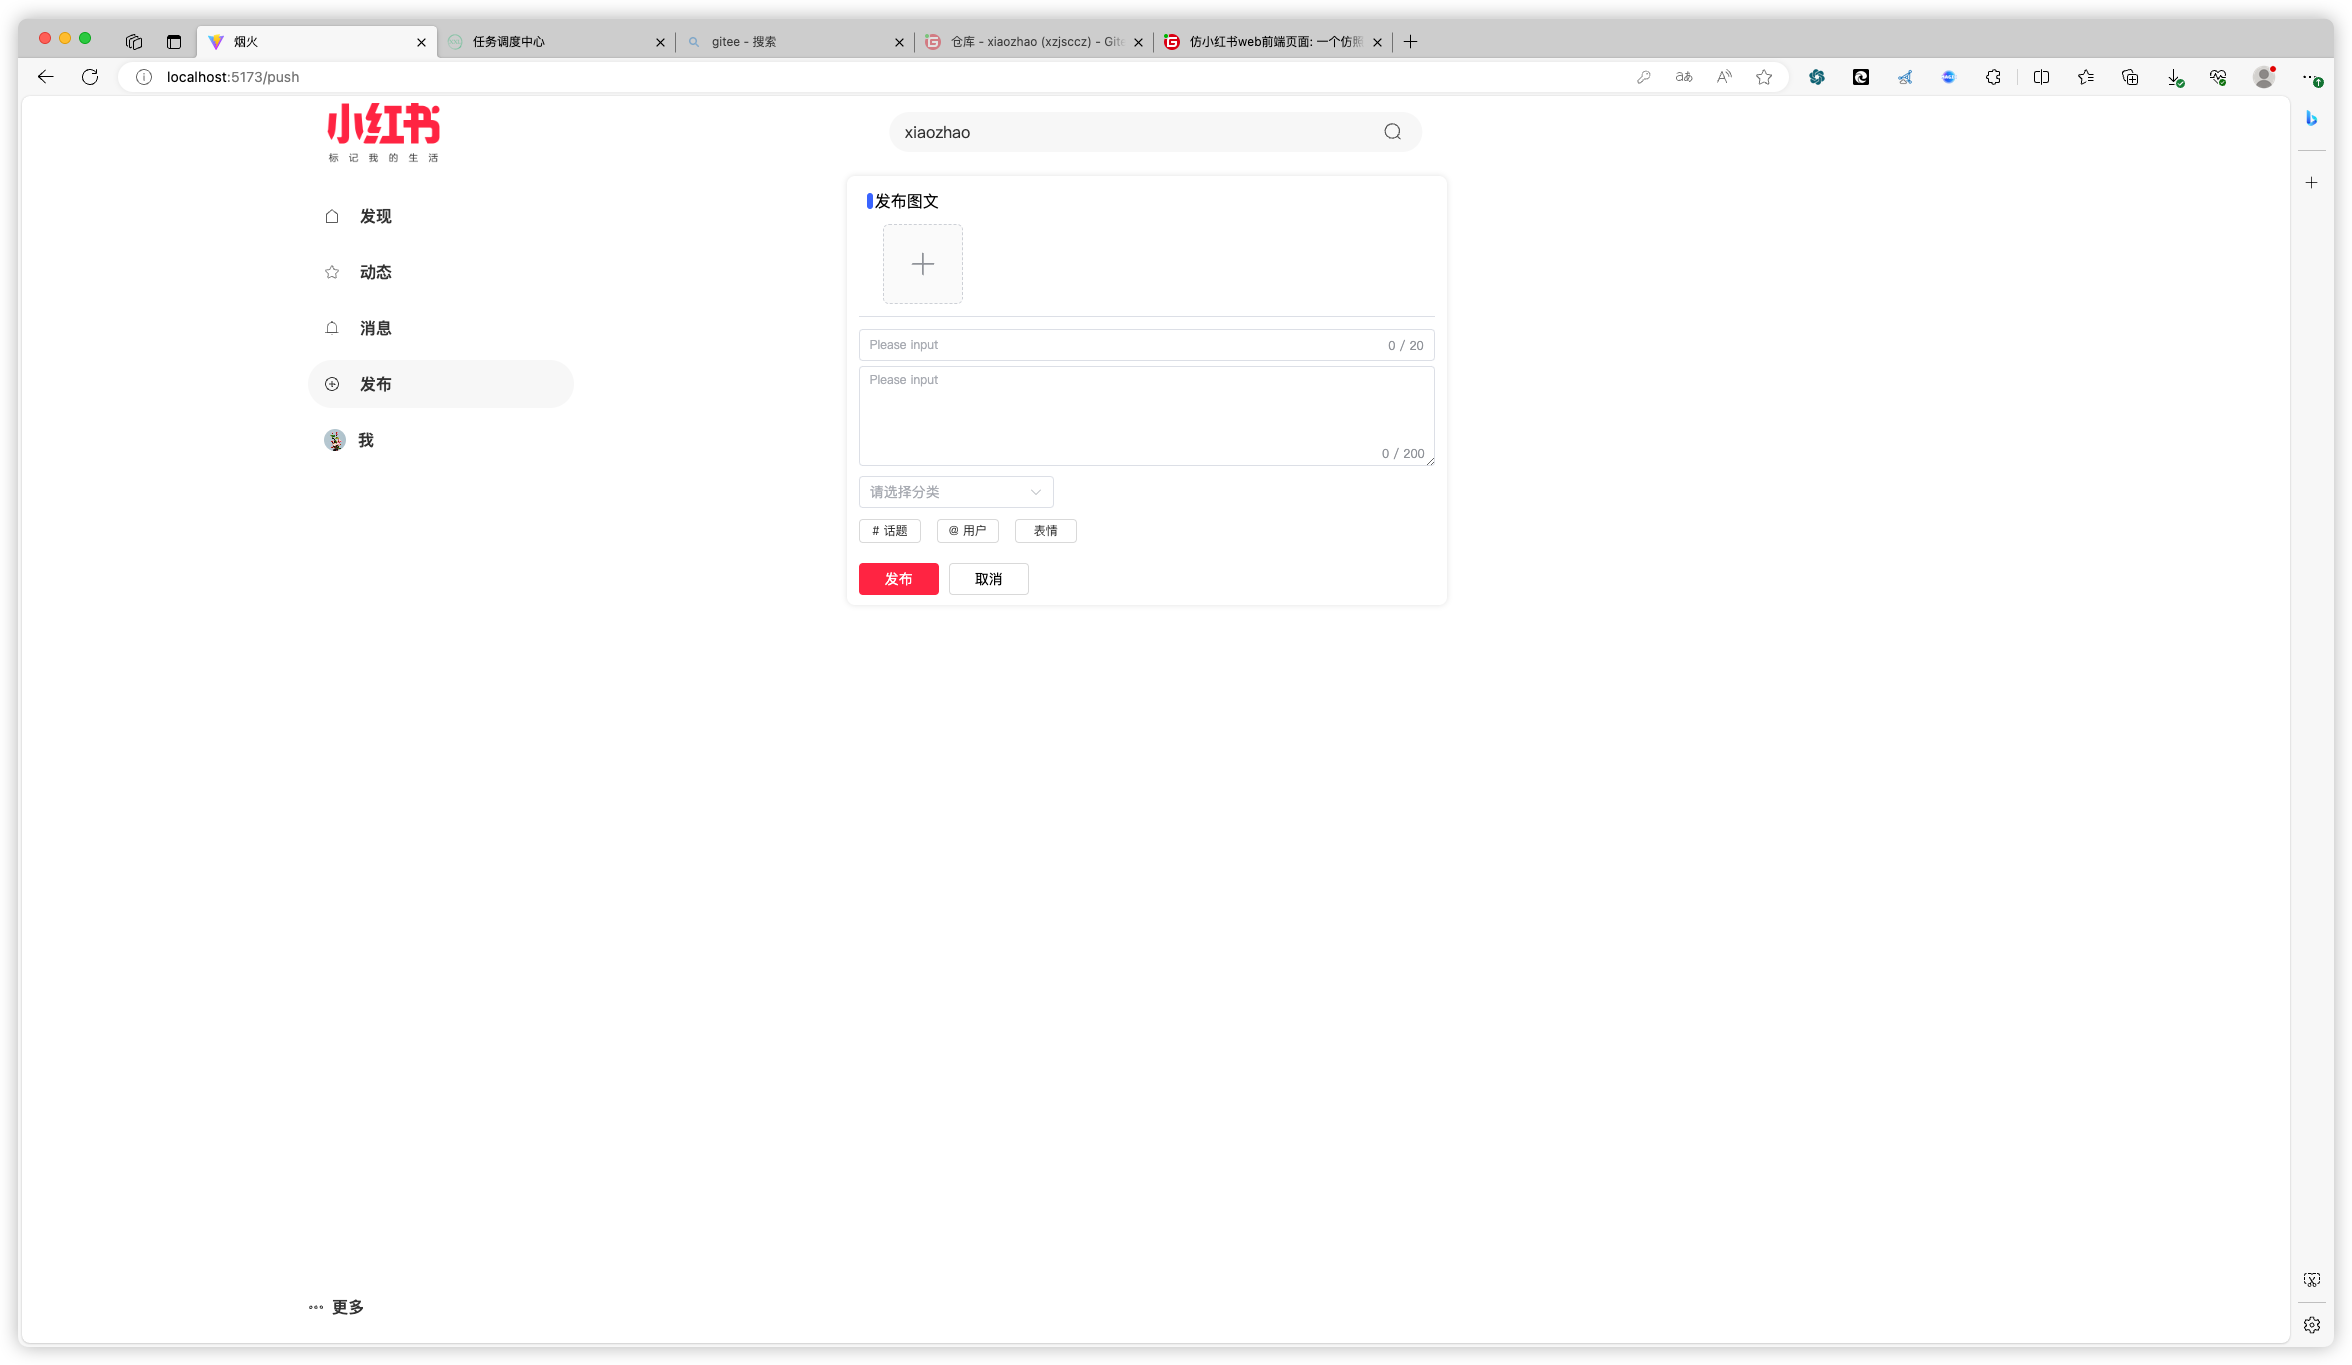 烟火
任务调度中心
gitee - 搜索
仓库 - xiaozhao (xzjsccz) - Gite
仿小红书web前端页面: 一个仿照
localhost:5173/push
小红书
标记我的生活
xiaozhao
发现
动态
消息
发布
我
发布图文
Please input
0 / 20
Please input
0 / 200
请选择分类
# 话题
@ 用户
表情
发布
取消
更多